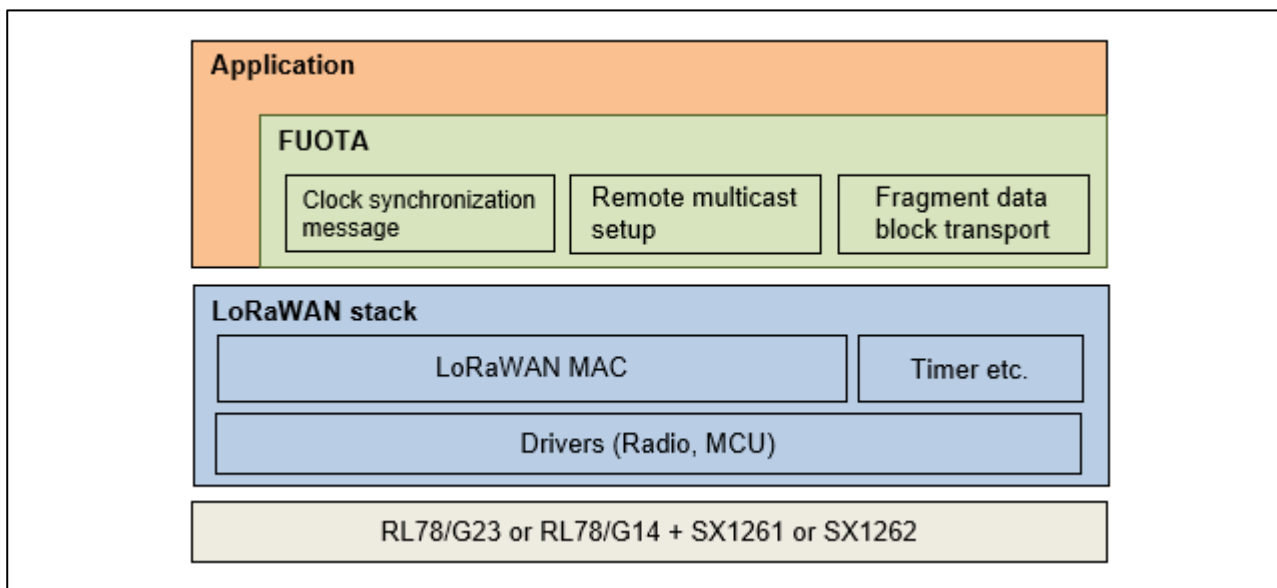 Application
FUOTA
Clock synchronization
message
Remote multicast
setup
Fragment data
block transport
LoRaWAN stack
LoRaWAN MAC
Timer etc.
Drivers (Radio, MCU)
RL78/G23 or RL78/G14 + SX1261 or SX1262